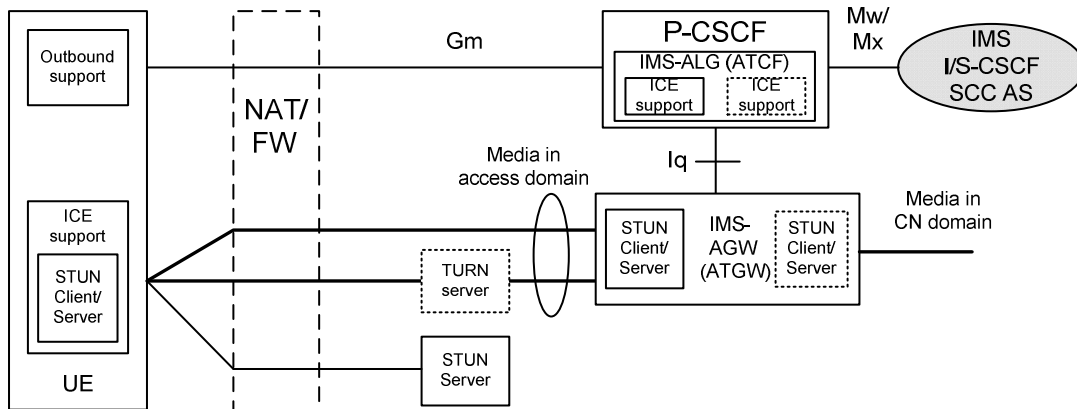 Outbound
support
NAT/
FW
Gm
P-CSCF
IMS-ALG (ATCF)
ICE
support
ICE
support
Mw/
Mx
IMS
I/S-CSCF
SCC AS
Iq
Media in
access domain
ICE
support
STUN
Client/
Server
UE
TURN
server
STUN
Server
STUN
Client/
Server
IMS-
AGW
(ATGW)
STUN
Client/
Server
Media in
CN domain